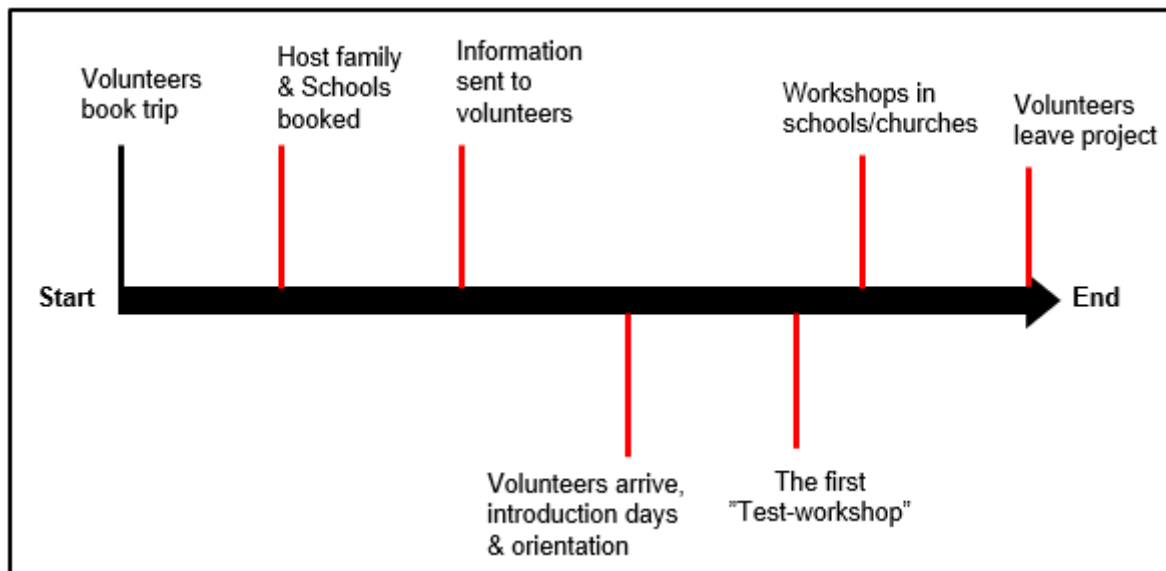 Volunteers
book trip
Host family
& Schools
booked
Information
sent to
volunteers
Workshops in
schools/churches
Volunteers
leave project
Start
End
Volunteers arrive,
introduction days
& orientation
The first
”Test-workshop”